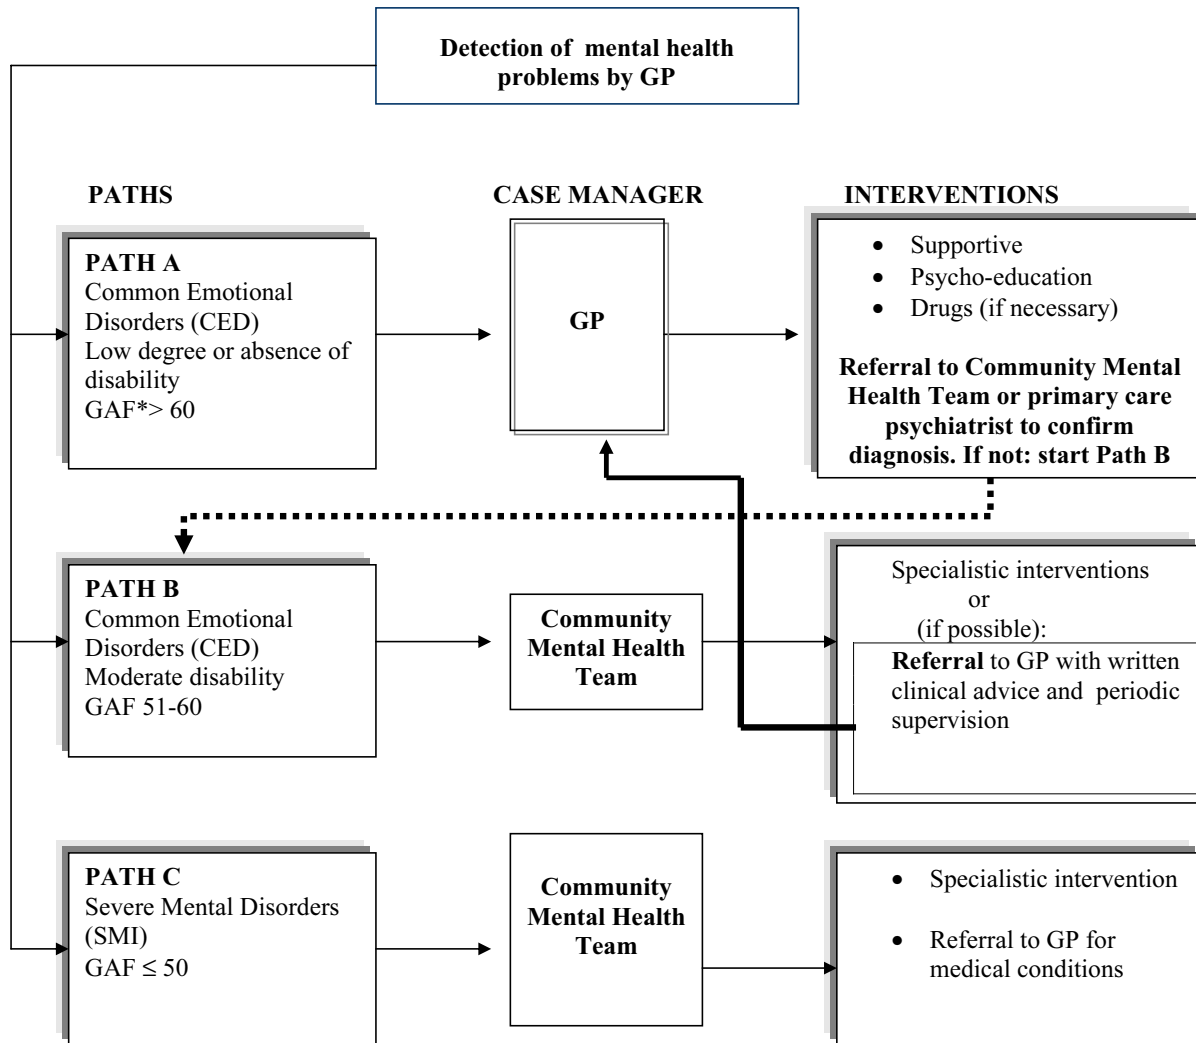 Detection of mental health
problems by GP
PATHS
CASE MANAGER
INTERVENTIONS
PATH A
Common Emotional
Disorders (CED)
Low degree or absence of
disability
GAF*> 60
GP
• Supportive
• Psycho-education
• Drugs (if necessary)
Referral to Community Mental
Health Team or primary care
psychiatrist to confirm
diagnosis. If not: start Path B
PATH B
Common Emotional
Disorders (CED)
Moderate disability
GAF 51-60
Community
Mental Health
Team
Specialistic interventions
or
(if possible):
Referral to GP with written
clinical advice and periodic
supervision
PATH C
Severe Mental Disorders
(SMI)
GAF ≤ 50
Community
Mental Health
Team
• Specialistic intervention
• Referral to GP for
medical conditions